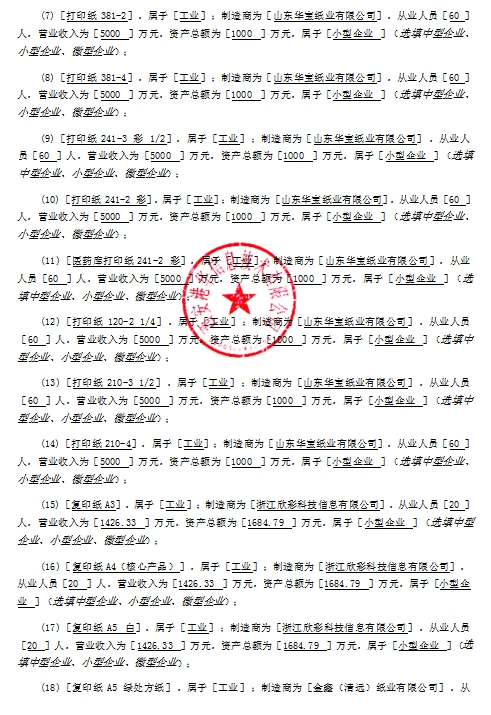 (7)［打印纸381-2］，属于［工业］；制造商为［山东华宝纸业有限公司］，从业人员［60 ］
人，营业收入为［5000 ］万元，资产总额为［1000 ］万元，属于［小型企业 ］（选填中型企业、
小型企业、微型企业）；
(8)［打印纸381-4］，属于［工业］；制造商为［山东华宝纸业有限公司］，从业人员［60 ］
人，营业收入为［5000 ］万元，资产总额为［1000 ］万元，属于［小型企业 ］（选填中型企业、
小型企业、微型企业）；
(9)［打印纸241-3 彩 1/2］，属于［工业］；制造商为［山东华宝纸业有限公司］，从业人
员［60 ］人，营业收入为［5000 ］万元，资产总额为［1000 ］万元，属于［小型企业 ］（选填
中型企业、小型企业、微型企业）；
(10)［打印纸241-2 彩］，属于［工业］；制造商为［山东华宝纸业有限公司］，从业人员［60 ］
人，营业收入为［5000 ］万元，资产总额为［1000 ］万元，属于［小型企业 ］（选填中型企业、
小型企业、微型企业）；
(11)［医药库打印纸241-2 彩］，属于［工业］；制造商为［山东华宝纸业有限公司］，从业
人员［60 ］人，营业收入为［5000 ］万元，资产总额为［1000 ］万元，属于［小型企业 ］（选
填中型企业、小型企业、微型企业）；
(12)［打印纸 120-2 1/4］，属于［工业］；制造商为［山东华宝纸业有限公司］，从业人员
［60 ］人，营业收入为［5000 ］万元，资产总额为［1000 ］万元，属于［小型企业 ］（选填中
型企业、小型企业、微型企业）；
(13)［打印纸 210-3 1/2］，属于［工业］；制造商为［山东华宝纸业有限公司］，从业人员
［60 ］人，营业收入为［5000 ］万元，资产总额为［1000 ］万元，属于［小型企业 ］（选填中
型企业、小型企业、微型企业）；
(14)［打印纸210-4］，属于［工业］；制造商为［山东华宝纸业有限公司］，从业人员［60 ］
人，营业收入为［5000 ］万元，资产总额为［1000 ］万元，属于［小型企业 ］（选填中型企业、
小型企业、微型企业）；
(15)［复印纸A3］，属于［工业］；制造商为［浙江欣彩科技信息有限公司］，从业人员［20 ］
人，营业收入为［1426.33 ］万元，资产总额为［1684.79 ］万元，属于［小型企业 ］（选填中型
企业、小型企业、微型企业）；
(16)［复印纸A4（核心产品）］，属于［工业］；制造商为［浙江欣彩科技信息有限公司］，
从业人员［20 ］人，营业收入为［1426.33 ］万元，资产总额为［1684.79 ］万元，属于［小型企
业 ］（选填中型企业、小型企业、微型企业）；
(17)［复印纸A5 白］，属于［工业］；制造商为［浙江欣彩科技信息有限公司］，从业人员
［20 ］人，营业收入为［1426.33 ］万元，资产总额为［1684.79 ］万元，属于［小型企业 ］（选
填中型企业、小型企业、微型企业）；
(18)［复印纸A5 绿处方纸］，属于［工业］；制造商为［金鑫（清远）纸业有限公司］，从